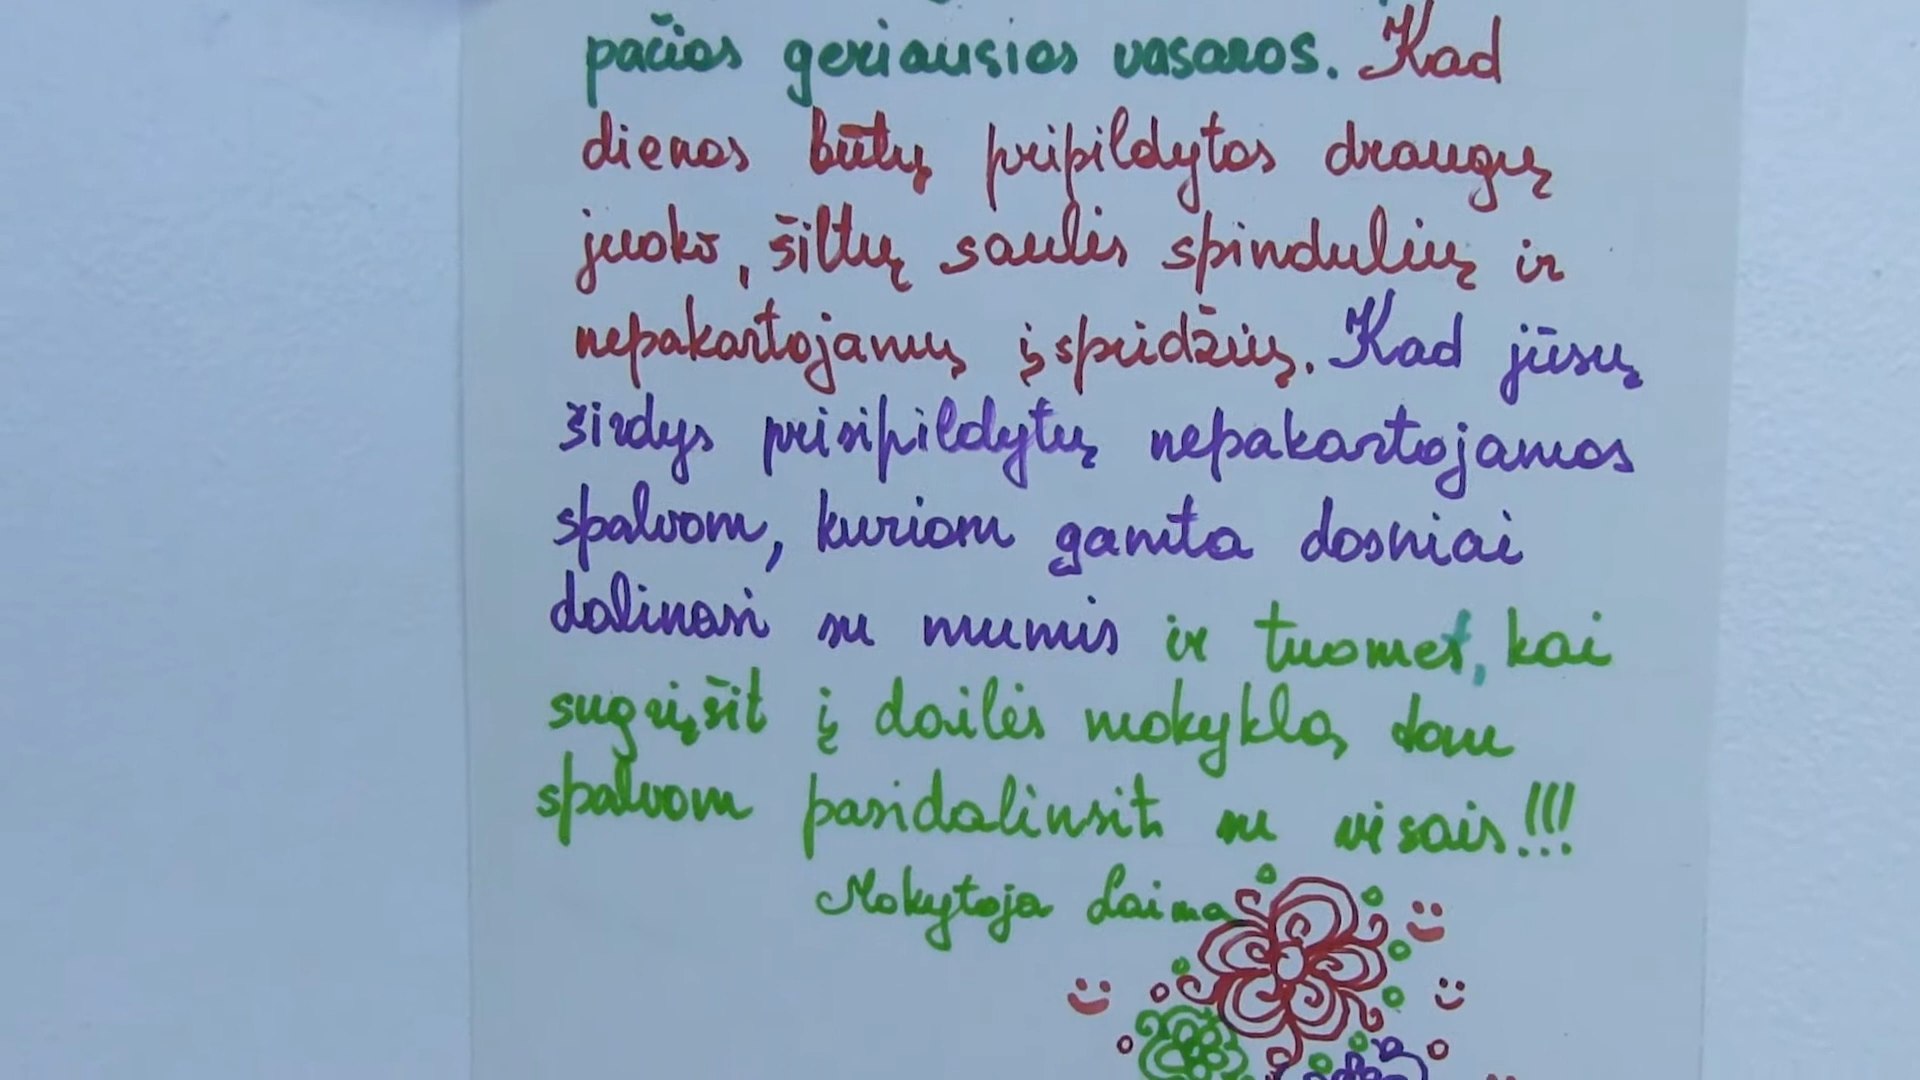 pačios geriausios vasaros. Kad
dienos būtų pripildytos draugų
juoko, šiltų saulės spindulių ir
nepakartojamų įspūdžių. Kad jūsų
širdys prisipildytų nepakartojamos
spalvom, kuriom gamta dosniai
dalinasi su mumis ir tuomet, kai
sugrįšit į dailės mokyklą tom
spalvom pasidalinsit su visais!!!
Mokytoja Laima